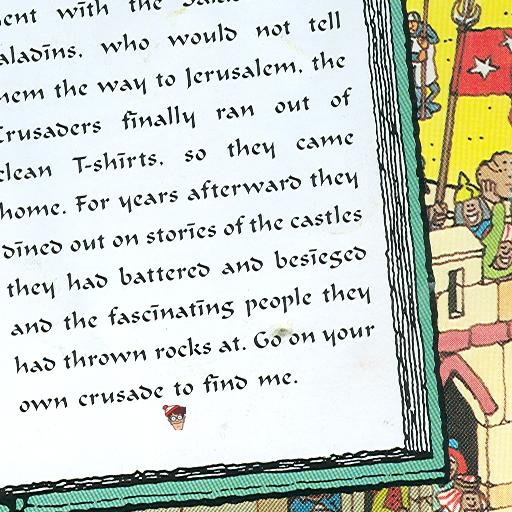 with the
who would not tell
the way to Jerusalem, the
Crusaders finally ran out of
clean T-shirts, so they came
home. For years afterward they
dined out on stories of the castles
they had battered and besieged
and the fascinating people they
had thrown rocks at. Go on your
own crusade to find me.